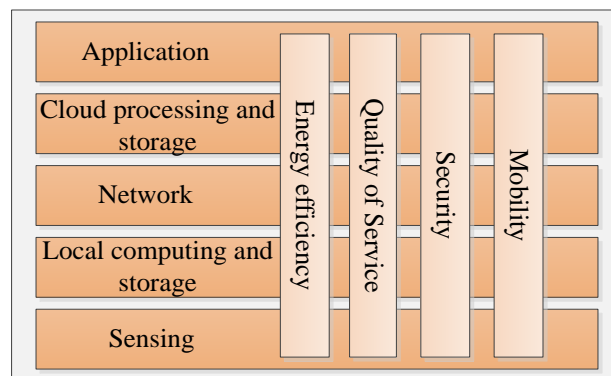 Application
Cloud processing and
storage
Network
Local computing and
storage
Sensing
Energy efficiency
Quality of Service
Security
Mobility